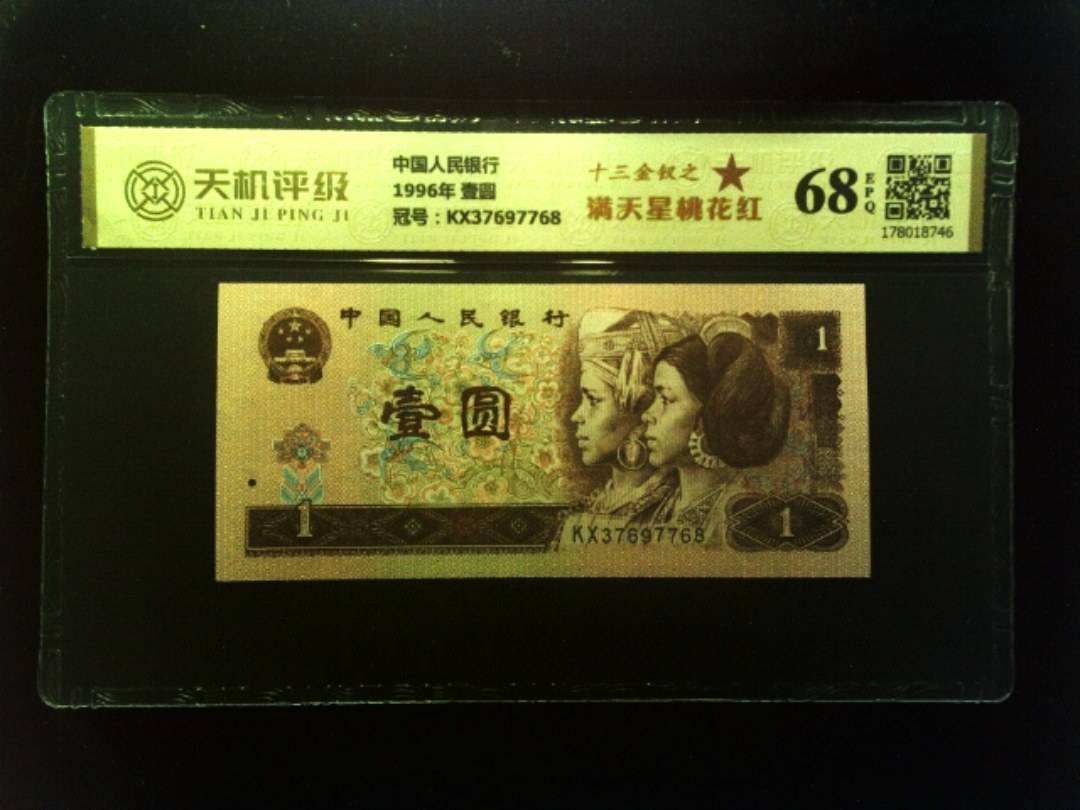 天机评级
TIAN JI PING JI
中国人民银行
1996年 壹圆
冠号：KX37697768
十三金钗之
满天星桃花红
68
EPQ
178018746
中国人民银行
1
壹圆
1
KX37697768
1